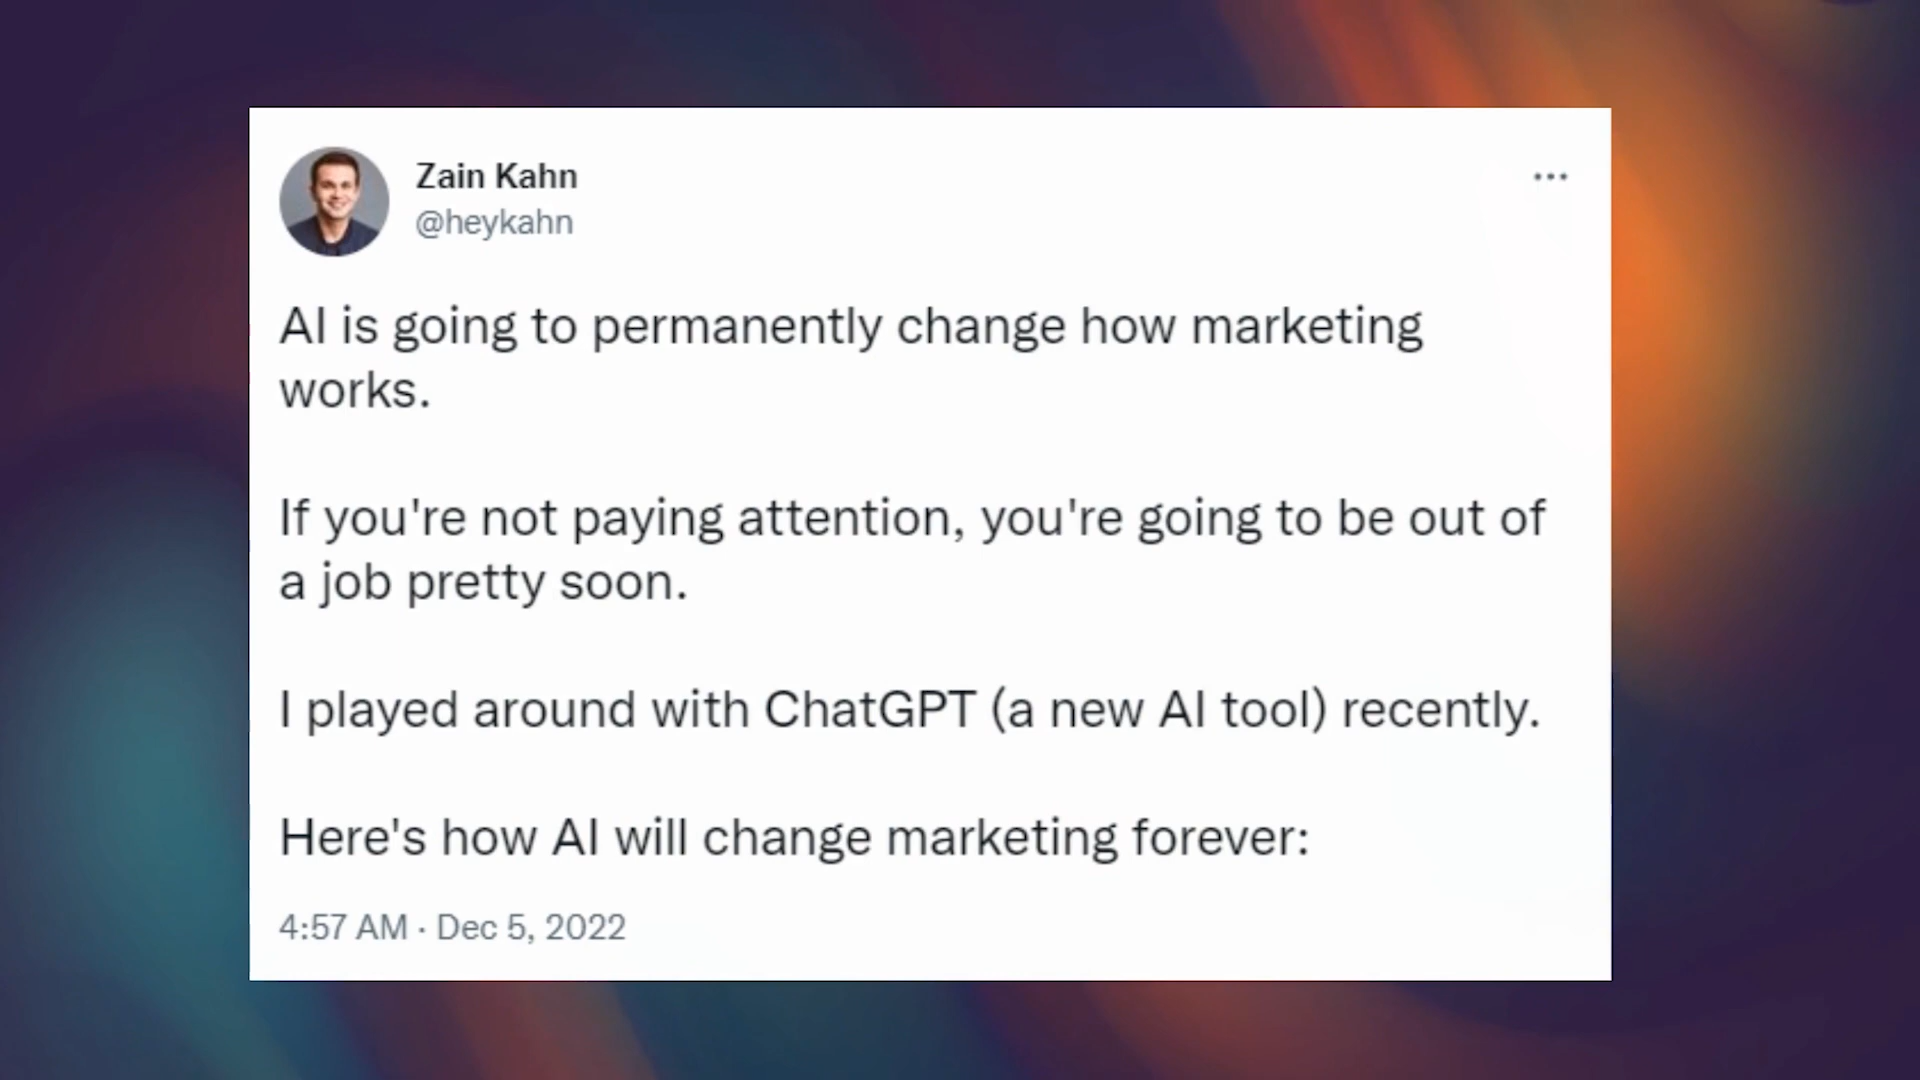 Zain Kahn
@heykahn
AI is going to permanently change how marketing
works.
If you're not paying attention, you're going to be out of
a job pretty soon.
I played around with ChatGPT (a new AI tool) recently.
Here's how AI will change marketing forever:
4:57 AM · Dec 5, 2022